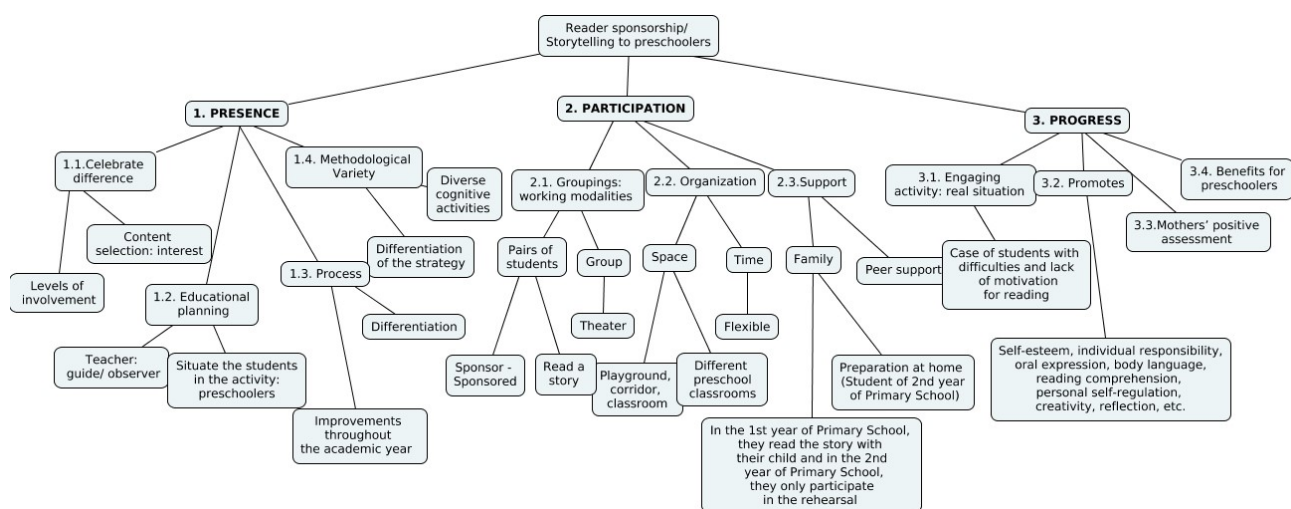 Reader sponsorship/
Storytelling to preschoolers
1. PRESENCE
1.1.Celebrate
difference
Levels of
involvement
Content
selection: interest
1.2. Educational
planning
Teacher:
guide/ observer
Situate the students
in the activity:
preschoolers
1.3. Process
Differentiation
Improvements
throughout
the academic year
1.4. Methodological
Variety
Diverse
cognitive
activities
Differentiation
of the strategy
2. PARTICIPATION
2.1. Groupings:
working modalities
Pairs of
students
Sponsor -
Sponsored
Read a
story
Group
Theater
2.2. Organization
Space
Playground,
corridor,
classroom
Different
preschool
classrooms
Time
Flexible
2.3.Support
Family
In the 1st year of Primary School,
they read the story with
their child and in the 2nd
year of Primary School,
they only participate
in the rehearsal
Preparation at home
(Student of 2nd year
of Primary School)
Peer support
3. PROGRESS
3.1. Engaging
activity: real situation
Case of students with
difficulties and lack
of motivation
for reading
3.2. Promotes
Self-esteem, individual responsibility,
oral expression, body language,
reading comprehension,
personal self-regulation,
creativity, reflection, etc.
3.3.Mothers' positive
assessment
3.4. Benefits for
preschoolers